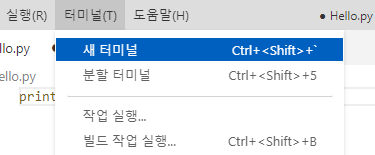 실행(R) 터미널(T) 도움말(H) ● Hello.py
ello.py ●
새 터미널 Ctrl+<Shift>+`
ello.py
분할 터미널 Ctrl+<Shift>+5
print
작업 실행...
빌드 작업 실행... Ctrl+<Shift>+B